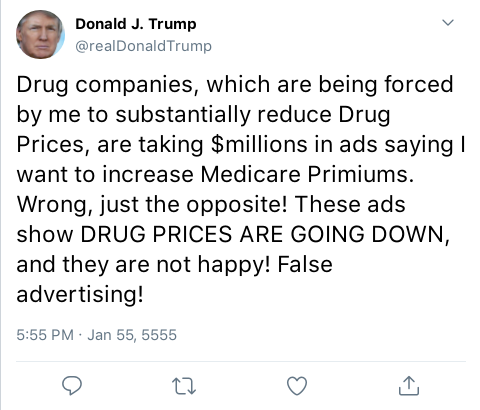 Donald J. Trump
@realDonaldTrump
Drug companies, which are being forced
by me to substantially reduce Drug
Prices, are taking $millions in ads saying I
want to increase Medicare Primiums.
Wrong, just the opposite! These ads
show DRUG PRICES ARE GOING DOWN,
and they are not happy! False
advertising!
5:55 PM · Jan 55, 5555